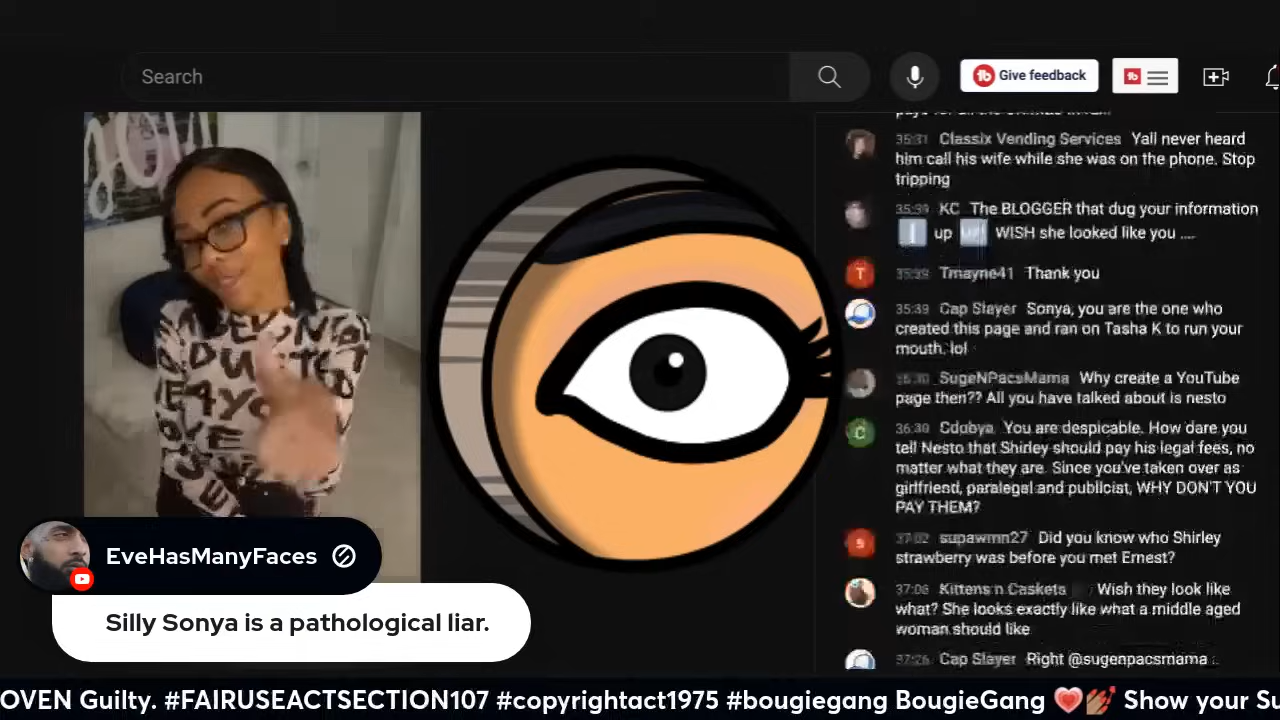 Search
Give feedback
35:31 Classix Vending Services Yall never heard
him call his wife while she was on the phone. Stop
tripping
35:39 KC The BLOGGER that dug your information
up WISH she looked like you ....
35:39 Tmayne41 Thank you
35:39 Cap Slayer Sonya, you are the one who
created this page and ran on Tasha K to run your
mouth. lol
SugeNPacsMama Why create a YouTube
page then?? All you have talked about is nesto
36:30 You are despicable. How dare you
tell Nesto that Shirley should pay his legal fees, no
matter what they are. Since you've taken over as
girlfriend, paralegal and publicist, WHY DON'T YOU
PAY THEM?
37:02 supawmn27 Did you know who Shirley
strawberry was before you met Ernest?
37:06 Kittens n Caskets Wish they look like
what? She looks exactly like what a middle aged
woman should like
37:26 Cap Slayer Right @sugenpacsmama
EveHasManyFaces
Silly Sonya is a pathological liar.
OVEN Guilty. #FAIRUSEACTSECTION107 #copyrightact1975 #bougiegang BougieGang 💗💅🏽 Show your Su